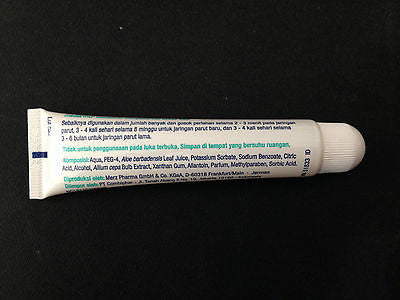 Sebaiknya digunakan dalam jumlah banyak dan gosok perlahan selama 2 - 3 menit pada jaringan
parut, 3 - 4 kali sehari selama 8 minggu untuk jaringan parut baru, dan 3 - 4 kali sehari selama
3 - 6 bulan untuk jaringan parut lama.
Tidak untuk penggunaan pada luka terbuka. Simpan di tempat yang bersuhu ruangan.
Komposisi: Aqua, PEG-4, Aloe barbadensis Leaf Juice, Potassium Sorbate, Sodium Benzoate, Citric
Acid, Alcohol, Allium cepa Bulb Extract, Xanthan Gum, Allantoin, Parfum, Methylparaben, Sorbic Acid.
Diproduksi oleh: Merz Pharma GmbH & Co. KGaA, D-60318 Frankfurt/Main - Jerman
PT